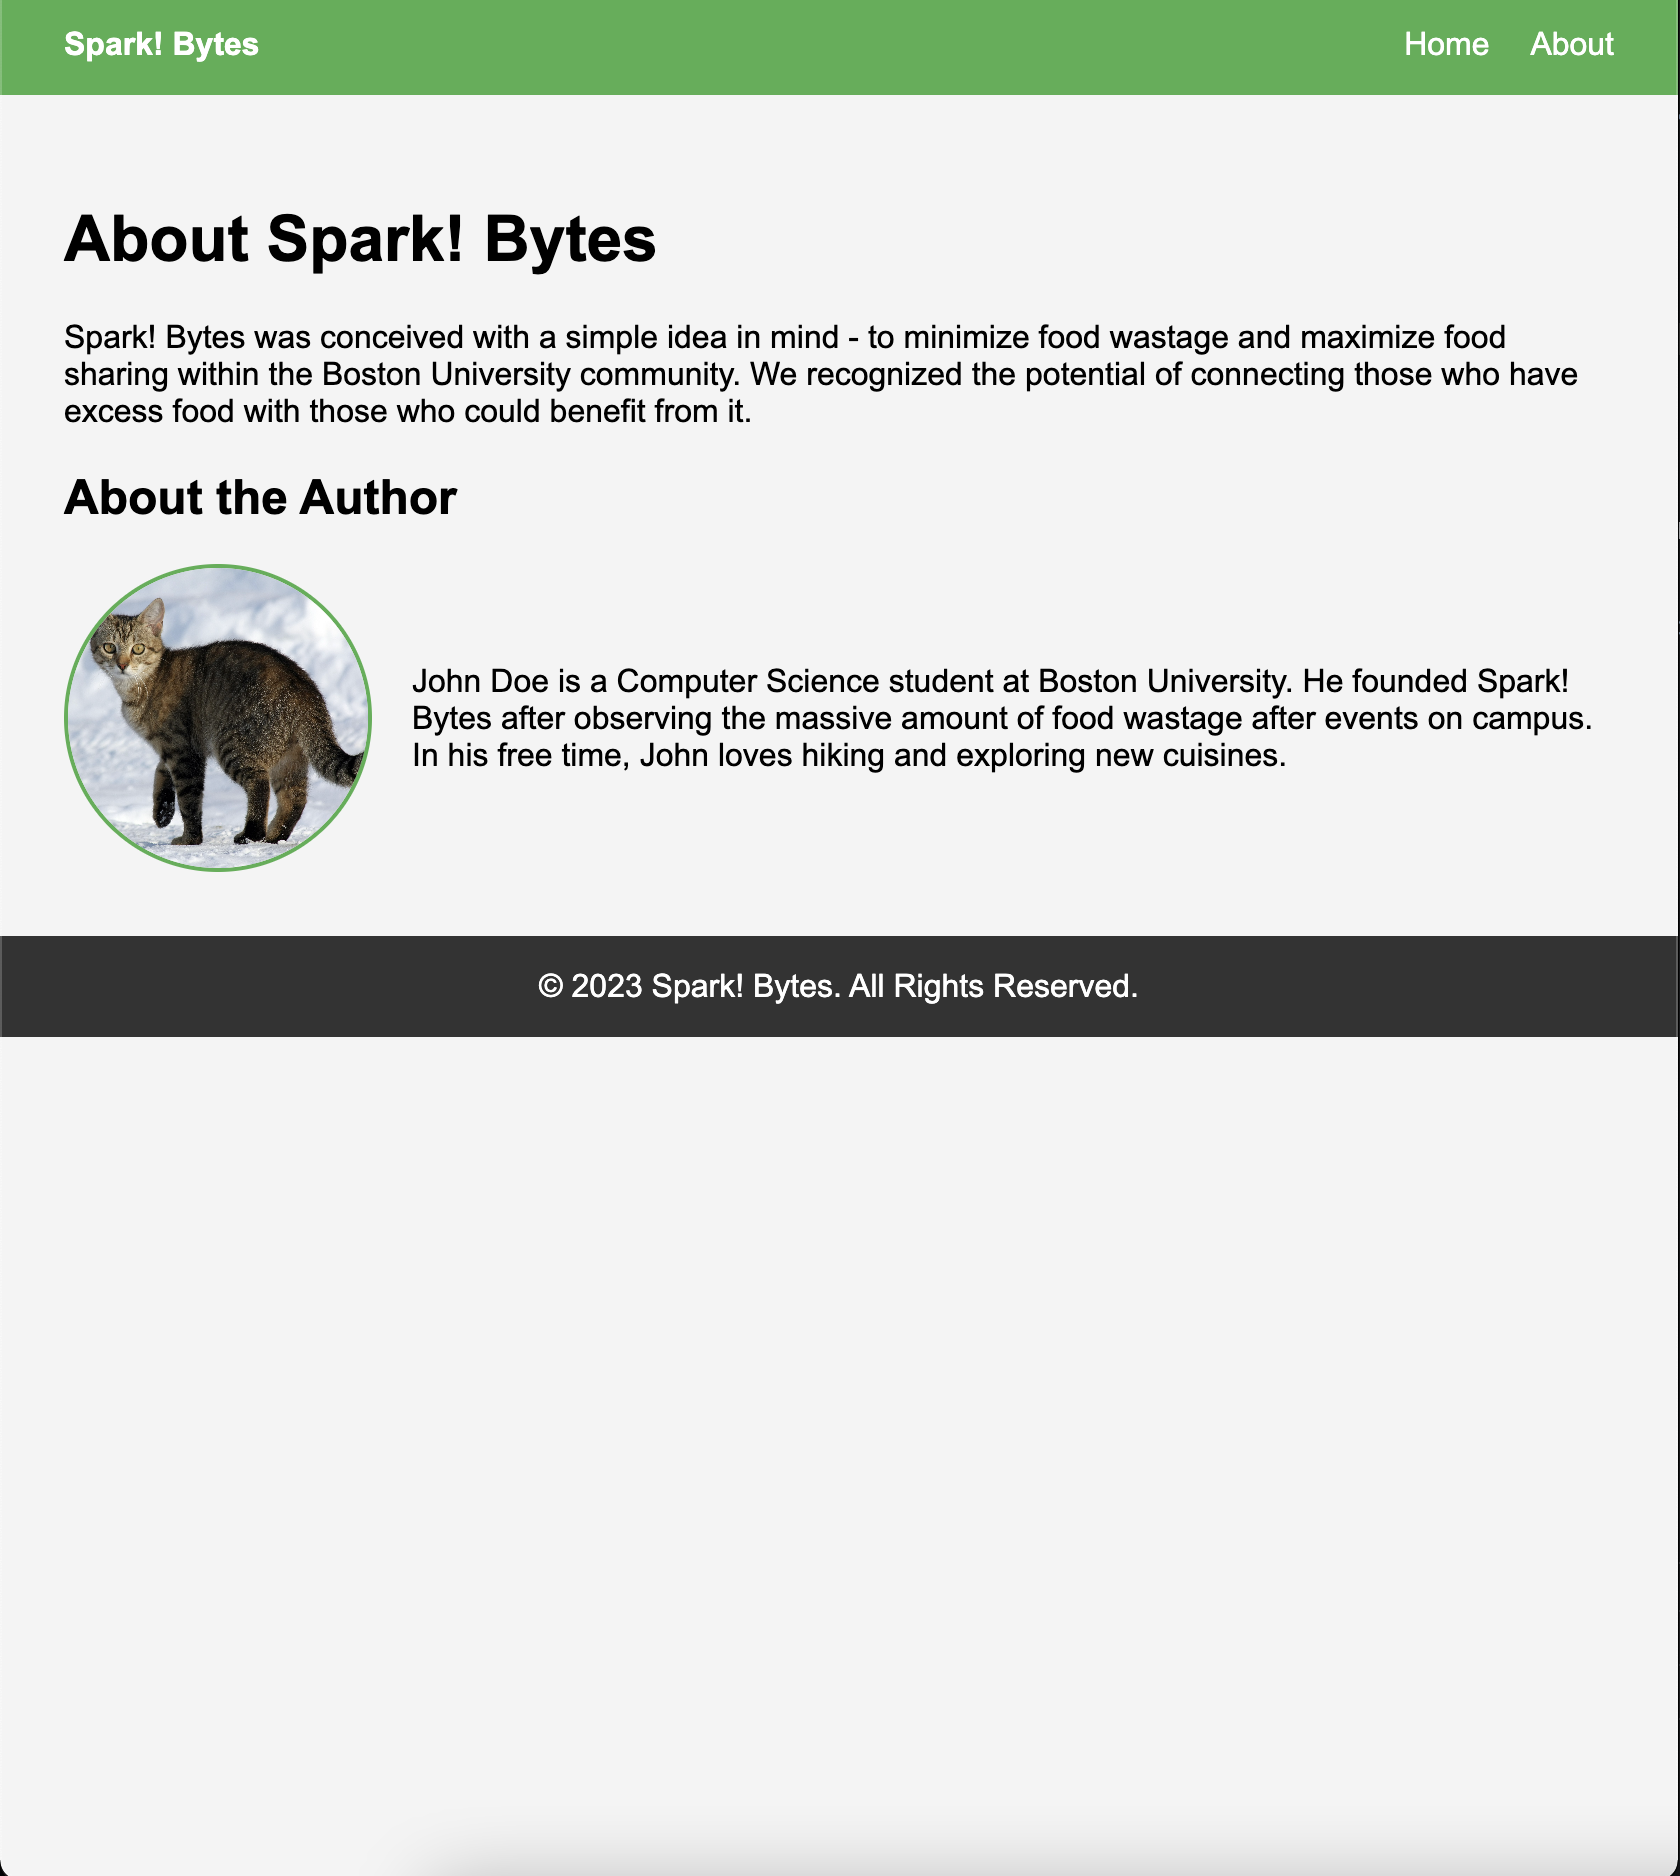 Spark! Bytes
Home About
About Spark! Bytes
Spark! Bytes was conceived with a simple idea in mind - to minimize food wastage and maximize food
sharing within the Boston University community. We recognized the potential of connecting those who have
excess food with those who could benefit from it.
About the Author
John Doe is a Computer Science student at Boston University. He founded Spark!
Bytes after observing the massive amount of food wastage after events on campus.
In his free time, John loves hiking and exploring new cuisines.
© 2023 Spark! Bytes. All Rights Reserved.